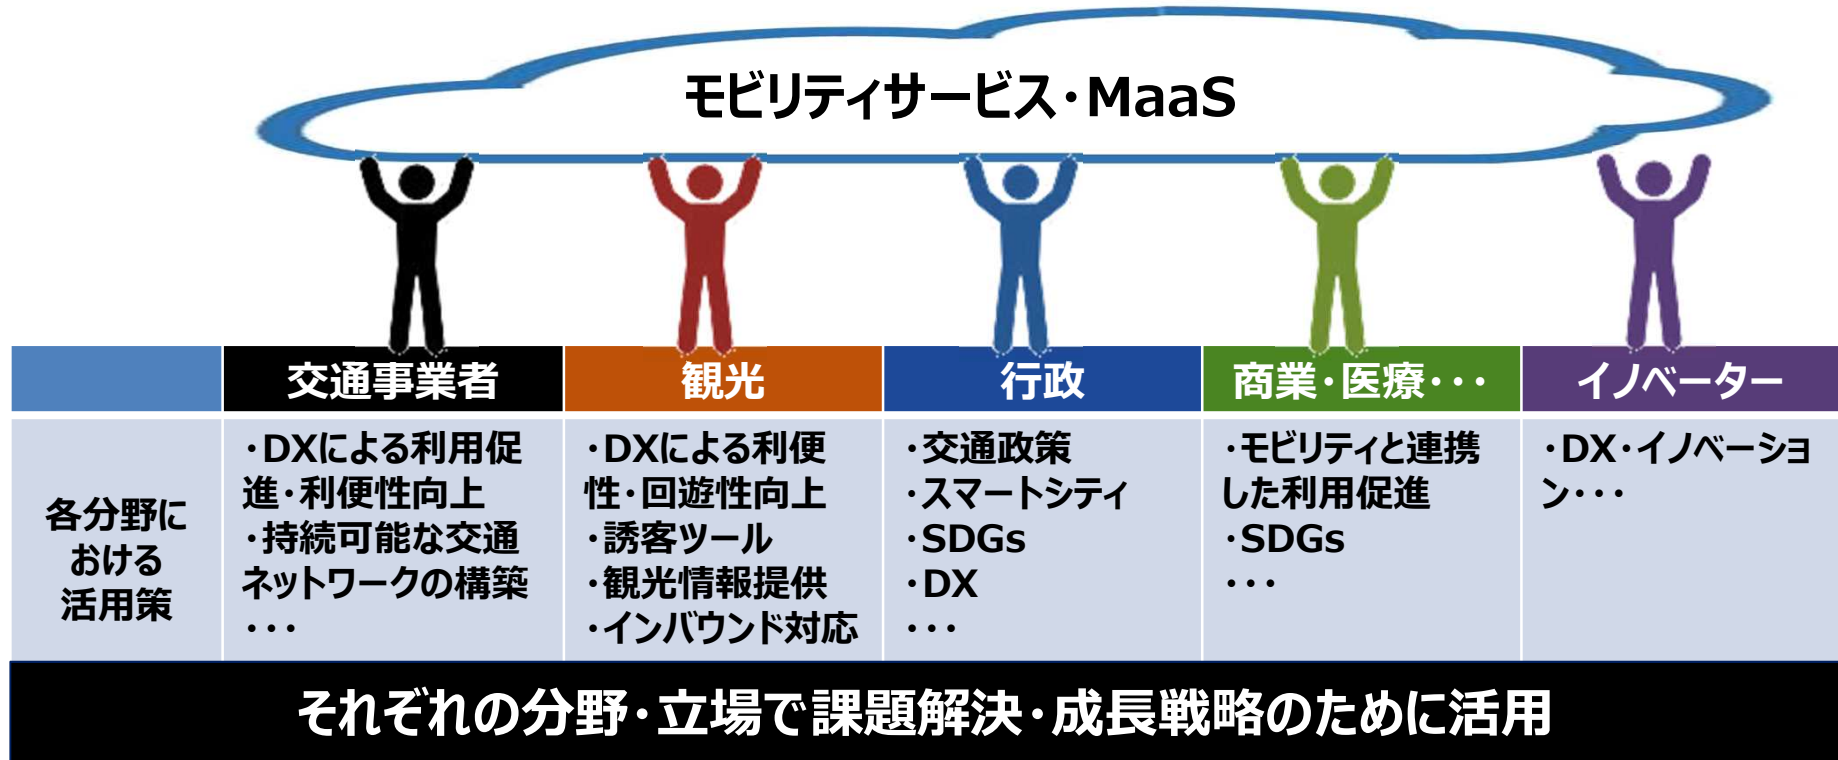 モビリティサービス・MaaS
交通事業者
観光
行政
商業・医療・・・
イノベーター
各分野に
おける
活用策
・DXによる利用促
進・利便性向上
・持続可能な交通
ネットワークの構築
・・・
・DXによる利便
性・回遊性向上
・誘客ツール
・観光情報提供
・インバウンド対応
・交通政策
・スマートシティ
・SDGs
・DX
・・・
・モビリティと連携
した利用促進
・SDGs
・・・
・DX・イノベーショ
ン・・・
それぞれの分野・立場で課題解決・成長戦略のために活用